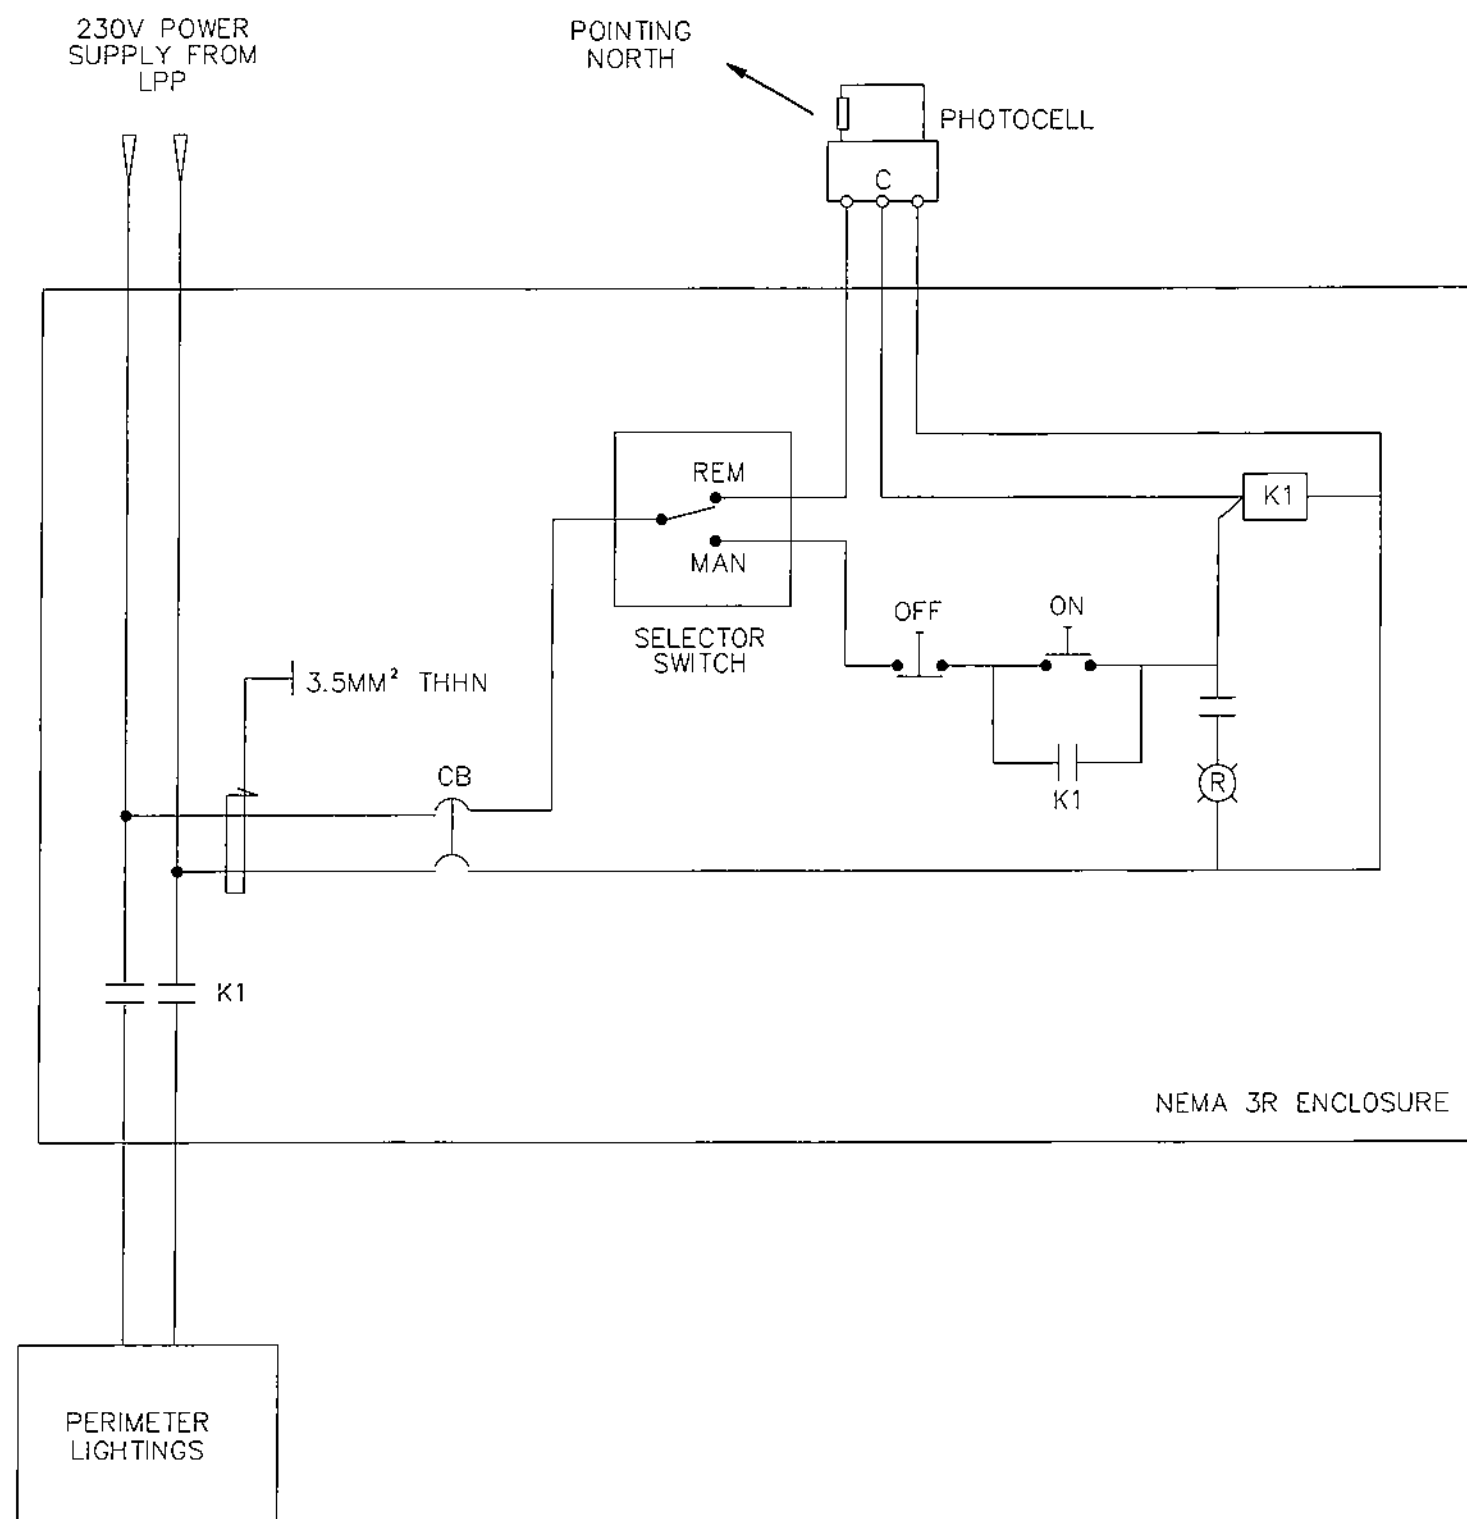 230V POWER
SUPPLY FROM
LPP
POINTING
NORTH
PHOTOCELL
C
REM
K1
MAN
OFF
ON
SELECTOR
SWITCH
3.5MM² THHN
CB
K1
R
K1
NEMA 3R ENCLOSURE
PERIMETER
LIGHTINGS